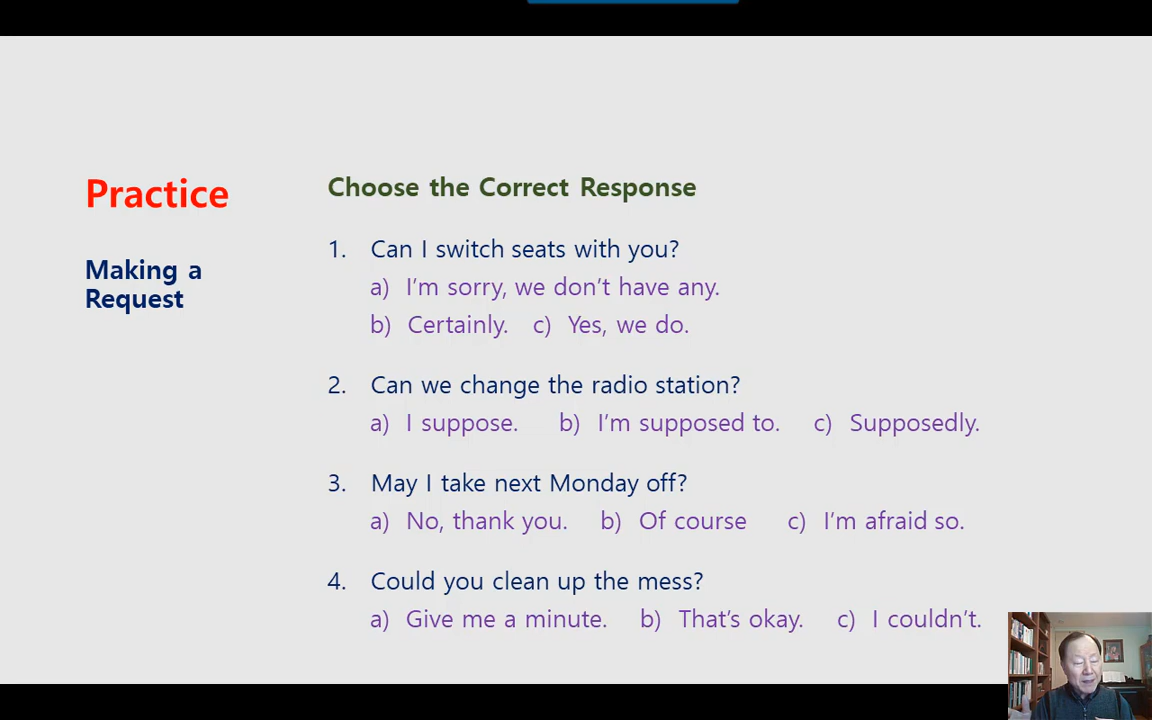 Practice
Making a
Request
Choose the Correct Response
1. Can I switch seats with you?
a) I'm sorry, we don't have any.
b) Certainly. c) Yes, we do.
2. Can we change the radio station?
a) I suppose. b) I'm supposed to. c) Supposedly.
3. May I take next Monday off?
a) No, thank you. b) Of course c) I'm afraid so.
4. Could you clean up the mess?
a) Give me a minute. b) That's okay. c) I couldn't.